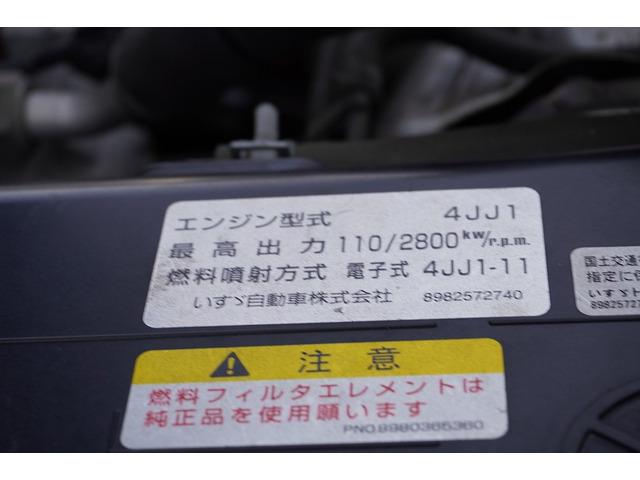 エンジン型式 4JJ1
最高出力 110/2800 kw/r.p.m.
燃料噴射方式 電子式 4JJ1-11
いすゞ自動車株式会社 8982572740
国土交通
指定に
いすゞ
89825727
注意
燃料フィルタエレメントは
純正品を使用願います
PNO.8980365360